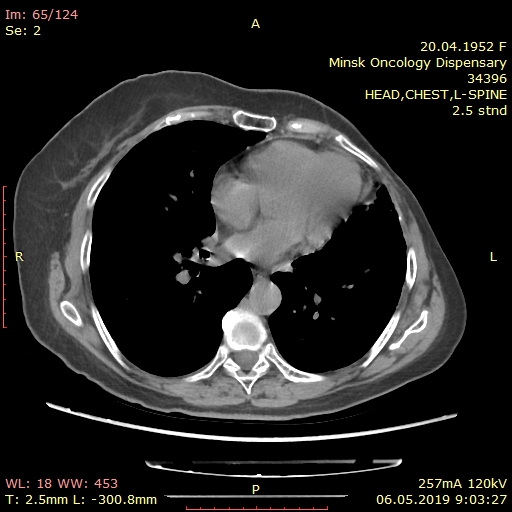 Im: 65/124
Se: 2
A
20.04.1952 F
Minsk Oncology Dispensary
34396
HEAD,CHEST,L-SPINE
2.5 stnd
R
L
WL: 18 WW: 453
T: 2.5mm L: -300.8mm
P
257mA 120kV
06.05.2019 9:03:27